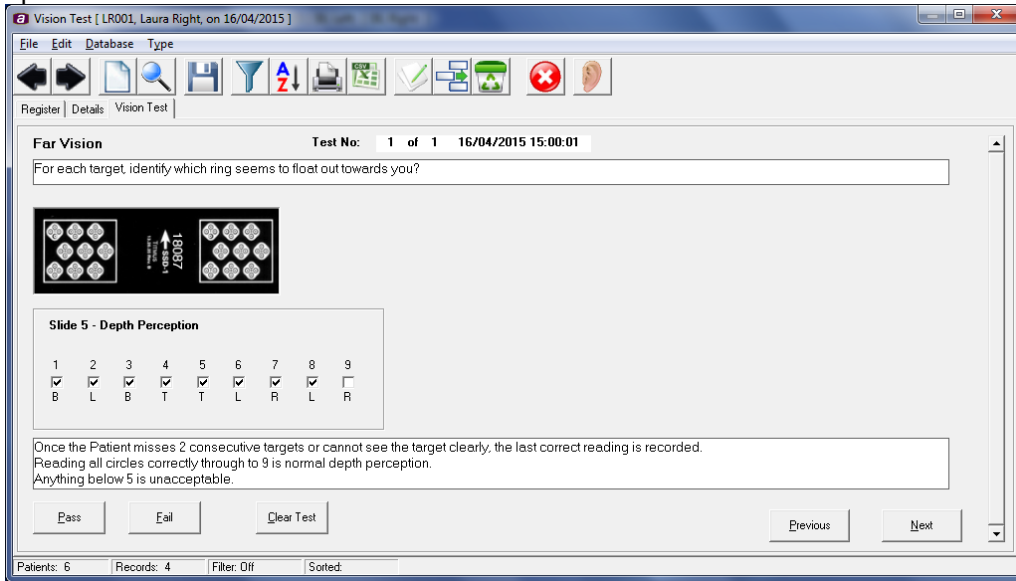 Vision Test [ LR001, Laura Right, on 16/04/2015 ]
File Edit Database Type
A
Z
CSV
Register Details Vision Test
Far Vision Test No: 1 of 1 16/04/2015 15:00:01
For each target, identify which ring seems to float out towards you?
18087
SSD-1
Titmus
Slide 5 - Depth Perception
1 2 3 4 5 6 7 8 9
B L B T T L R L R
Once the Patient misses 2 consecutive targets or cannot see the target clearly, the last correct reading is recorded.
Reading all circles correctly through to 9 is normal depth perception.
Anything below 5 is unacceptable.
Pass Fail Clear Test
Previous Next
Patients: 6 Records: 4 Filter: Off Sorted: